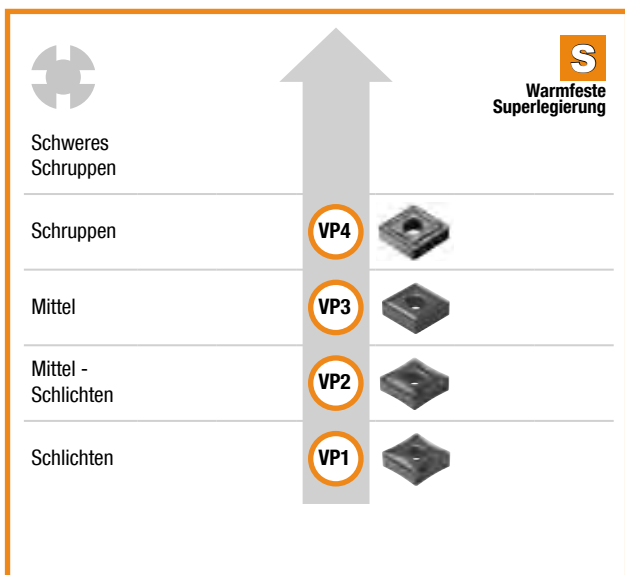 S
Warmfeste
Superlegierung
Schweres
Schruppen
Schruppen
VP4
Mittel
VP3
Mittel -
Schlichten
VP2
Schlichten
VP1